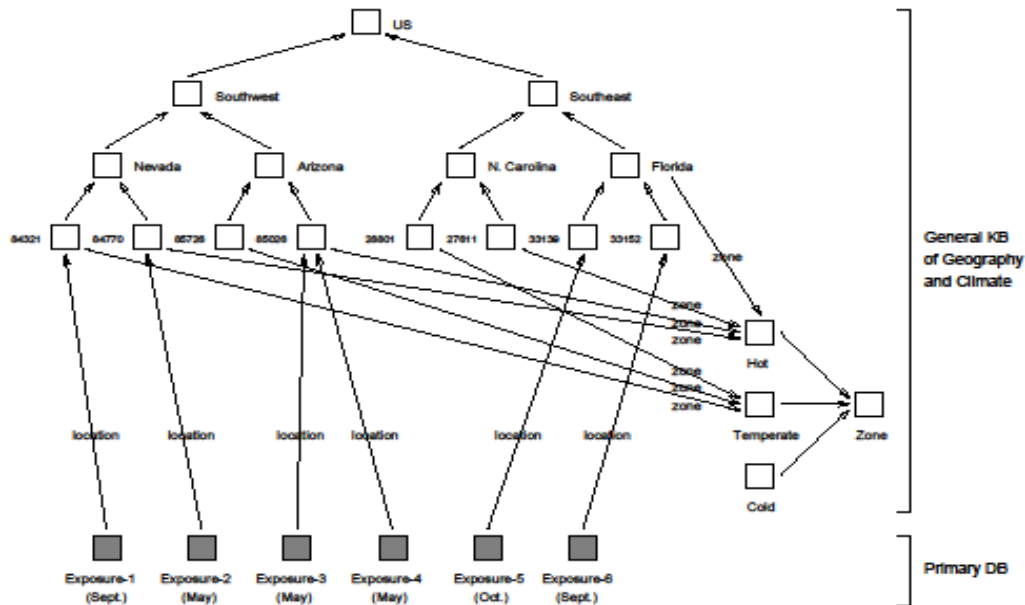 US
Southwest
Southeast
Nevada
Arizona
N. Carolina
Florida
84321
84770
85726
85028
28801
27811
33139
33152
General KB
of Geography
and Climate
zone
zone
zone
zone
Hot
zone
zone
zone
Temperate
Zone
location
location
location
location
location
location
Cold
Exposure-1
(Sept.)
Exposure-2
(May)
Exposure-3
(May)
Exposure-4
(May)
Exposure-5
(Oct.)
Exposure-6
(Sept.)
Primary DB